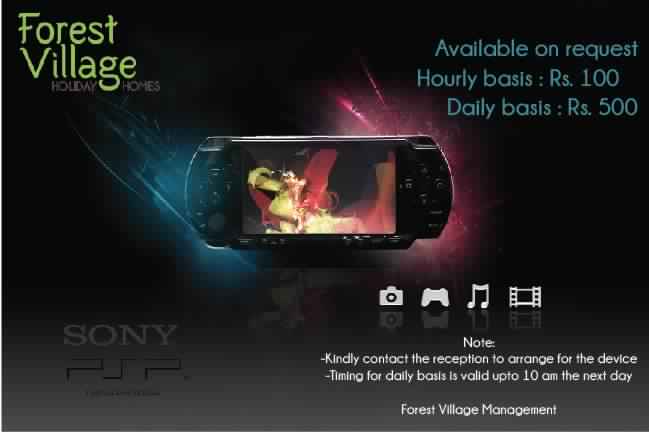 Forest
Village
HOLIDAY HOMES
Available on request
Hourly basis : Rs. 100
Daily basis : Rs. 500
SONY
PSP
Note:
-Kindly contact the reception to arrange for the device
-Timing for daily basis is valid upto 10 am the next day
Forest Village Management